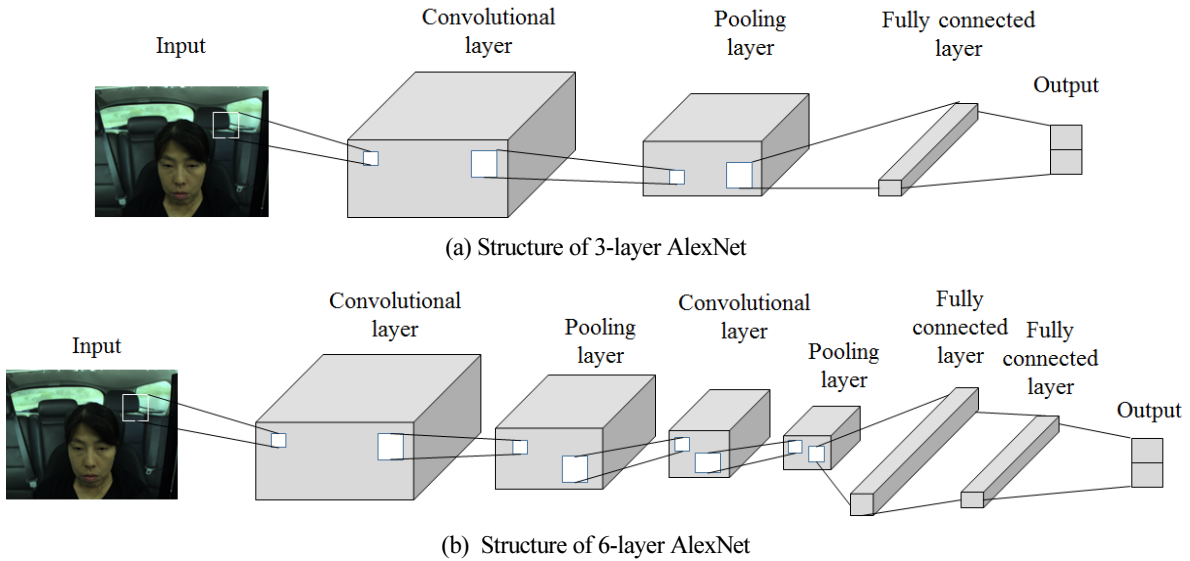 Input
Convolutional
layer
Pooling
layer
Fully connected
layer
Output
(a) Structure of 3-layer AlexNet
Input
Convolutional
layer
Pooling
layer
Convolutional
layer
Pooling
layer
Fully
connected
layer
Fully
connected
layer
Output
(b) Structure of 6-layer AlexNet